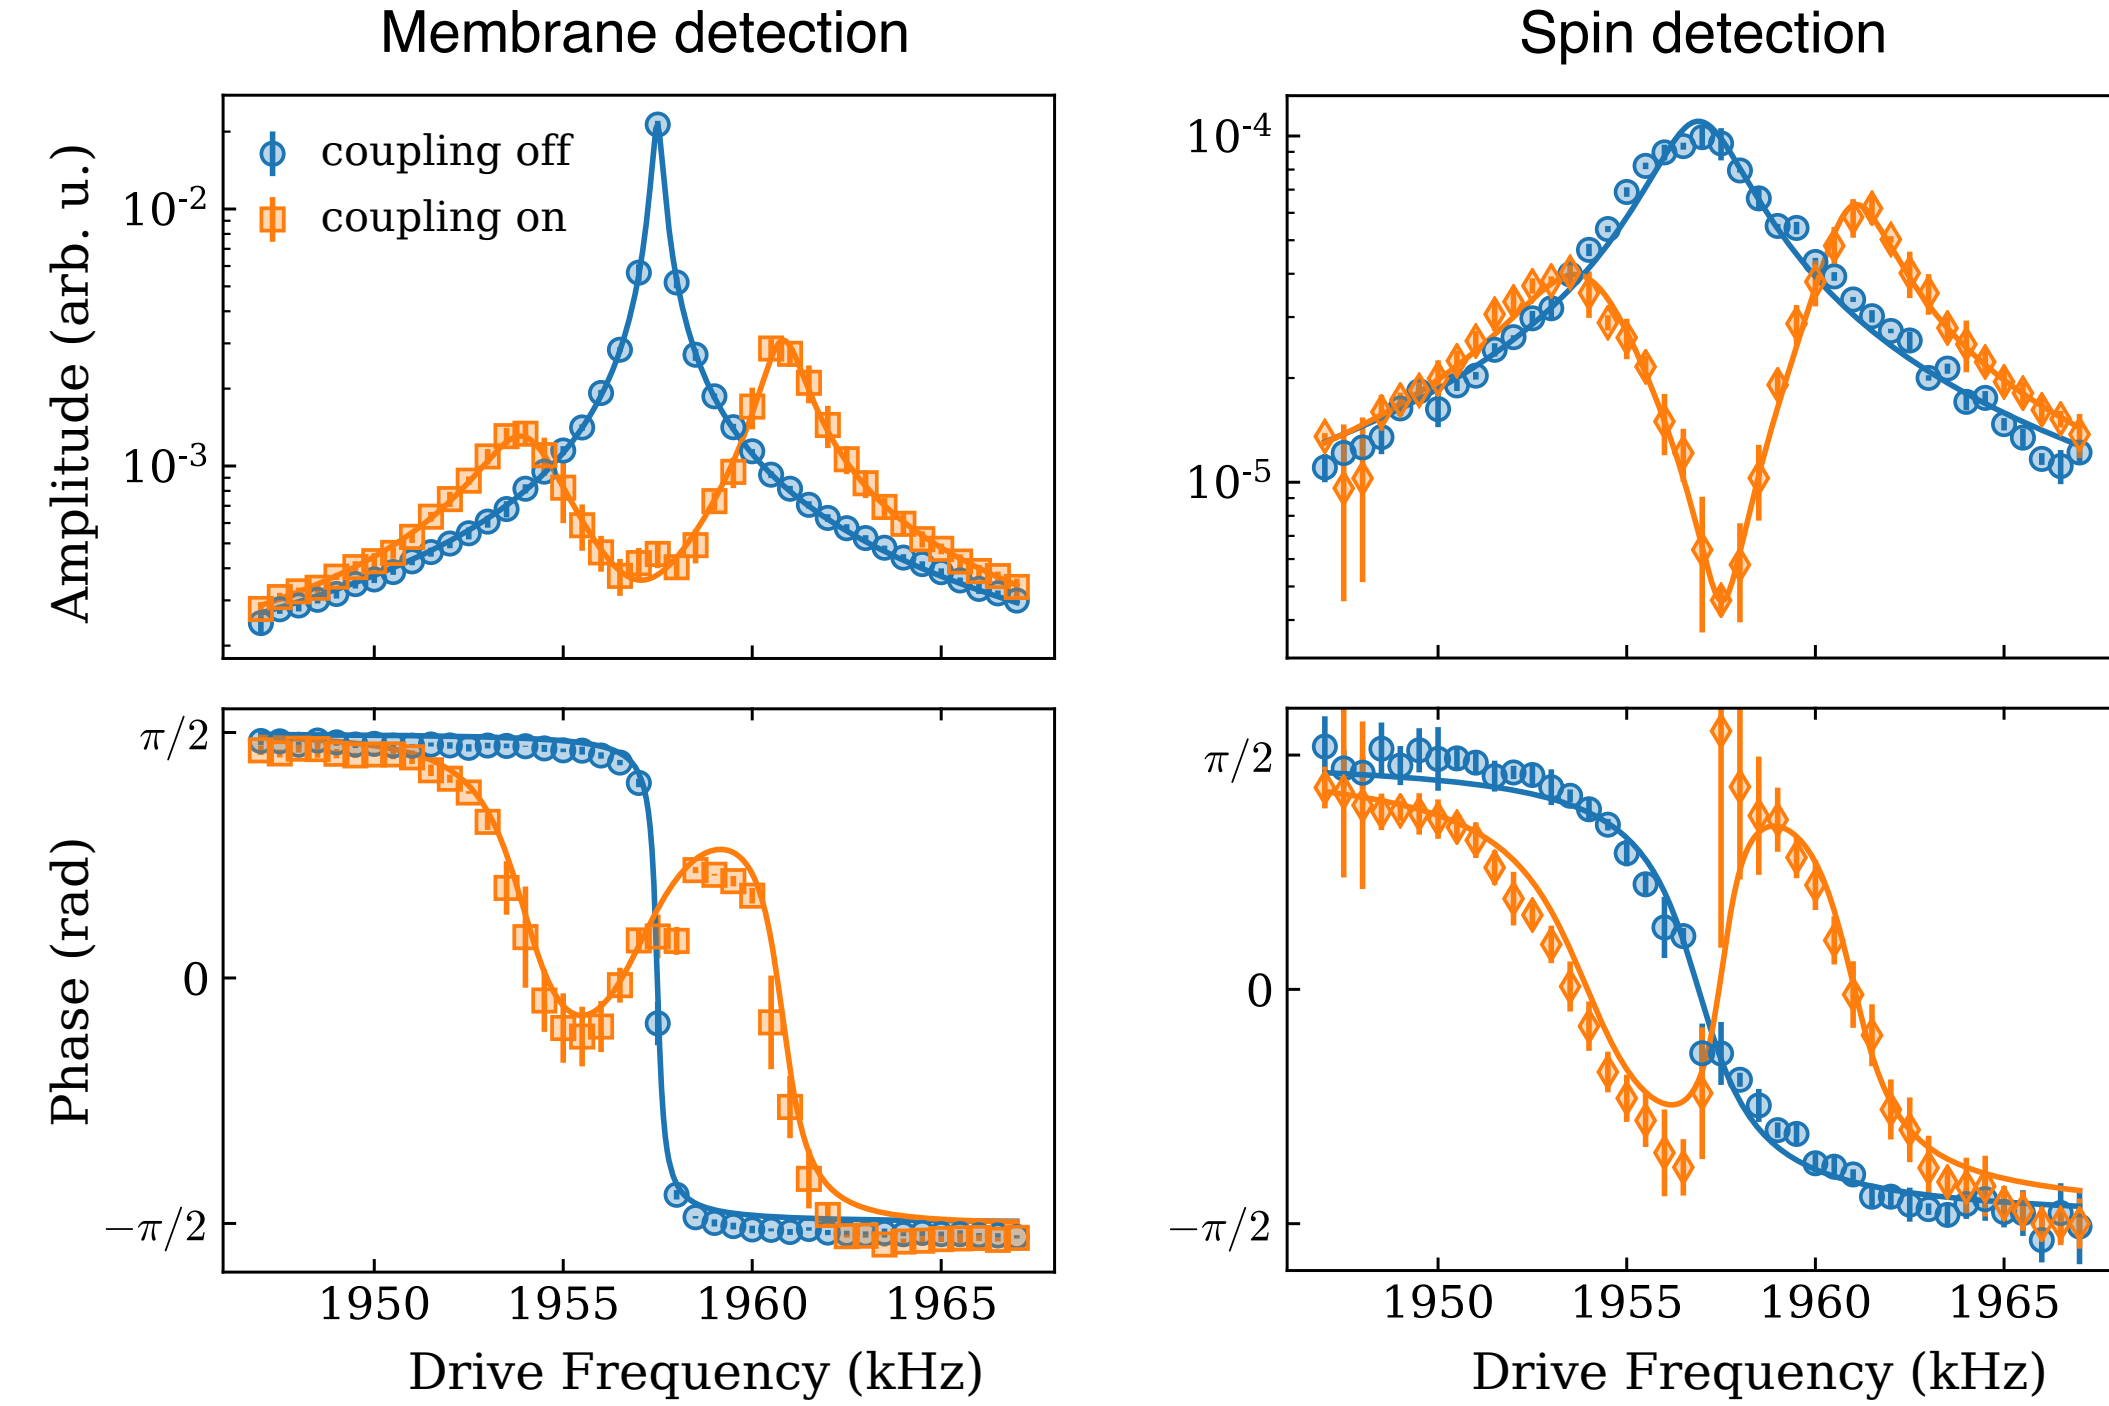 Membrane detection
Spin detection
Amplitude (arb. u.)
10-2
10-3
coupling off
coupling on
10-4
10-5
Phase (rad)
π/2
0
−π/2
π/2
0
−π/2
1950 1955 1960 1965
1950 1955 1960 1965
Drive Frequency (kHz)
Drive Frequency (kHz)